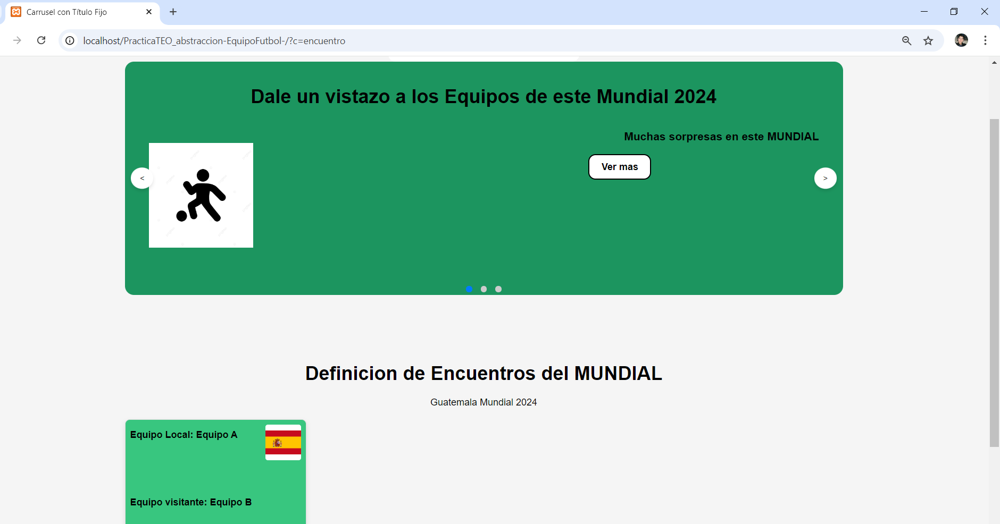 Carrusel con Título Fijo
localhost/PracticaTEO_abstraccion-EquipoFutbol-/?c=encuentro
Dale un vistazo a los Equipos de este Mundial 2024
Muchas sorpresas en este MUNDIAL
Ver mas
<
>
Definicion de Encuentros del MUNDIAL
Guatemala Mundial 2024
Equipo Local: Equipo A
Equipo visitante: Equipo B